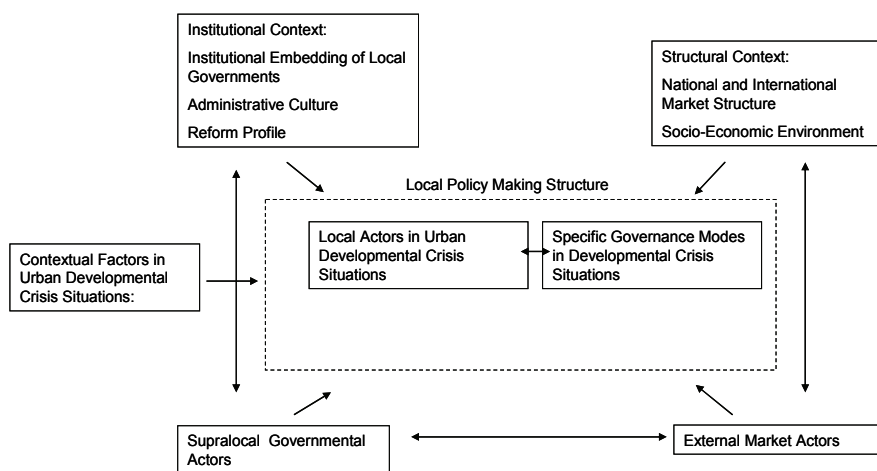 Institutional Context:
Institutional Embedding of Local
Governments
Administrative Culture
Reform Profile
Structural Context:
National and International
Market Structure
Socio-Economic Environment
Local Policy Making Structure
Local Actors in Urban
Developmental Crisis
Situations
Specific Governance Modes
in Developmental Crisis
Situations
Contextual Factors in
Urban Developmental
Crisis Situations:
Supralocal Governmental
Actors
External Market Actors